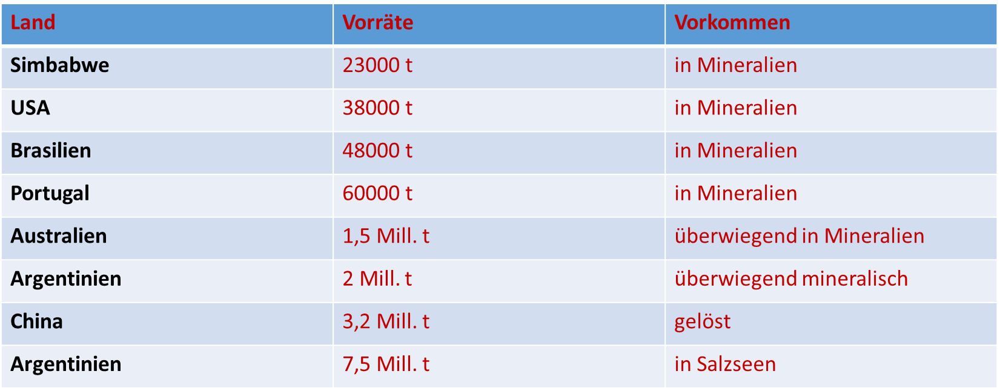 Land Vorräte Vorkommen
Simbabwe 23000 t in Mineralien
USA 38000 t in Mineralien
Brasilien 48000 t in Mineralien
Portugal 60000 t in Mineralien
Australien 1,5 Mill. t überwiegend in Mineralien
Argentinien 2 Mill. t überwiegend mineralisch
China 3,2 Mill. t gelöst
Argentinien 7,5 Mill. t in Salzseen